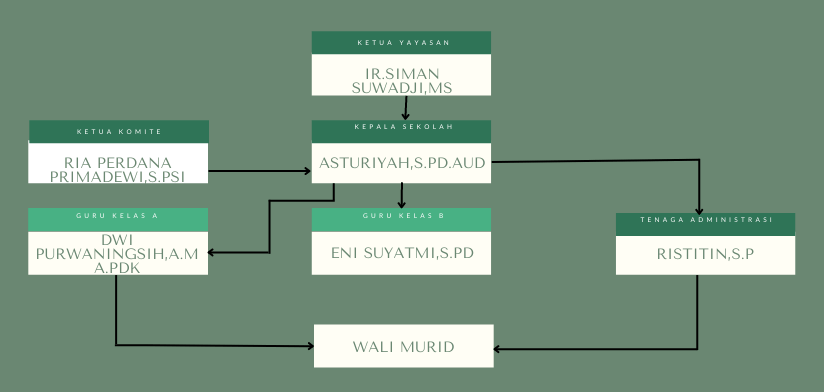 KETUA YAYASAN
IR.SIMAN
SUWADJI,MS
KETUA KOMITE
RIA PERDANA
PRIMADEWI,S.PSI
KEPALA SEKOLAH
ASTURIYAH,S.PD.AUD
GURU KELAS A
DWI
PURWANINGSIH,A.M
A.PDK
GURU KELAS B
ENI SUYATMI,S.PD
TENAGA ADMINISTRASI
RISTITIN,S.P
WALI MURID